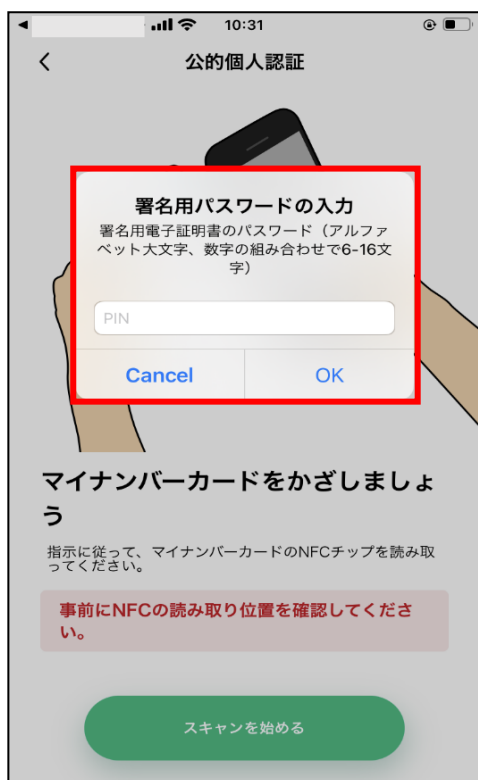 10:31
公的個人認証
署名用パスワードの入力
署名用電子証明書のパスワード（アルファ
ベット大文字、数字の組み合わせで6-16文
字）
PIN
Cancel OK
マイナンバーカードをかざしましょ
う
指示に従って、マイナンバーカードのNFCチップを読み取
ってください。
事前にNFCの読み取り位置を確認してくださ
い。
スキャンを始める